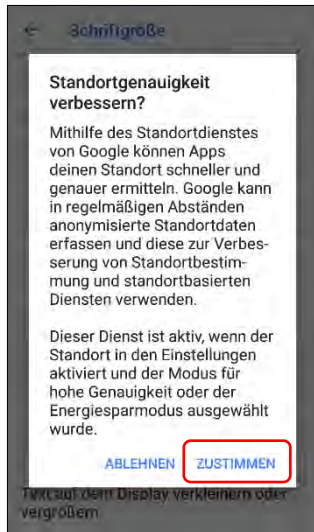 ← Schriftgröße
Standortgenauigkeit
verbessern?
Mithilfe des Standortdienstes
von Google können Apps
deinen Standort schneller und
genauer ermitteln. Google kann
in regelmäßigen Abständen
anonymisierte Standortdaten
erfassen und diese zur Verbes-
serung von Standortbestim-
mung und standortbasierten
Diensten verwenden.
Dieser Dienst ist aktiv, wenn der
Standort in den Einstellungen
aktiviert und der Modus für
hohe Genauigkeit oder der
Energiesparmodus ausgewählt
wurde.
ABLEHNEN ZUSTIMMEN
Text auf dem Display verkleinern oder
vergrößern